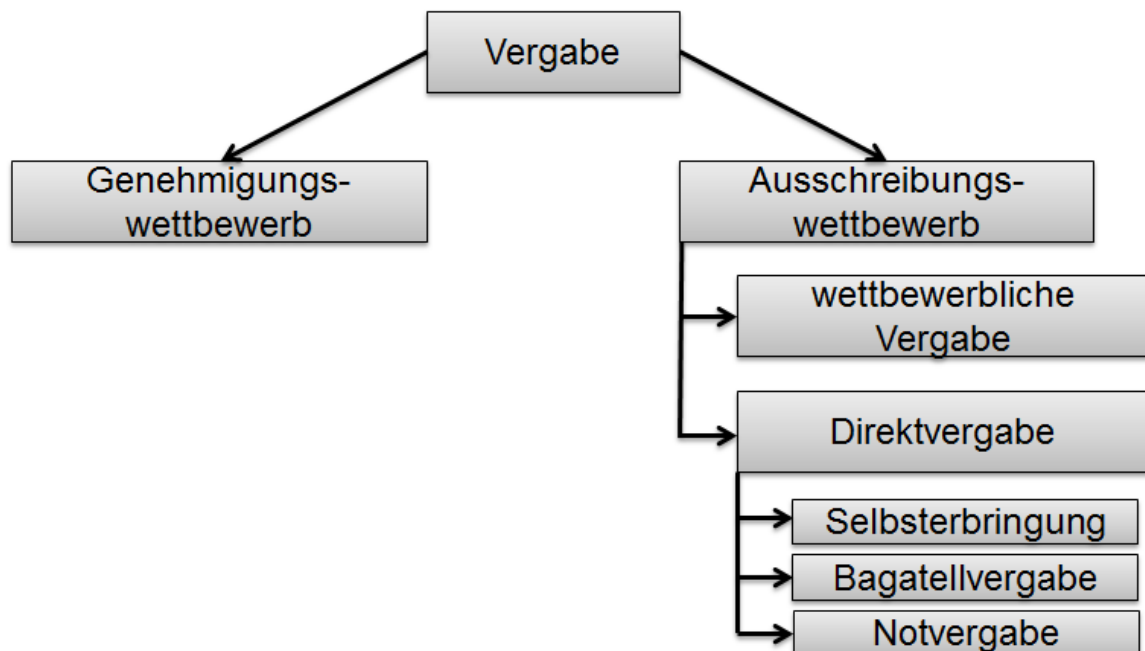 Vergabe
Genehmigungs-
wettbewerb
Ausschreibungs-
wettbewerb
wettbewerbliche
Vergabe
Direktvergabe
Selbsterbringung
Bagatellvergabe
Notvergabe